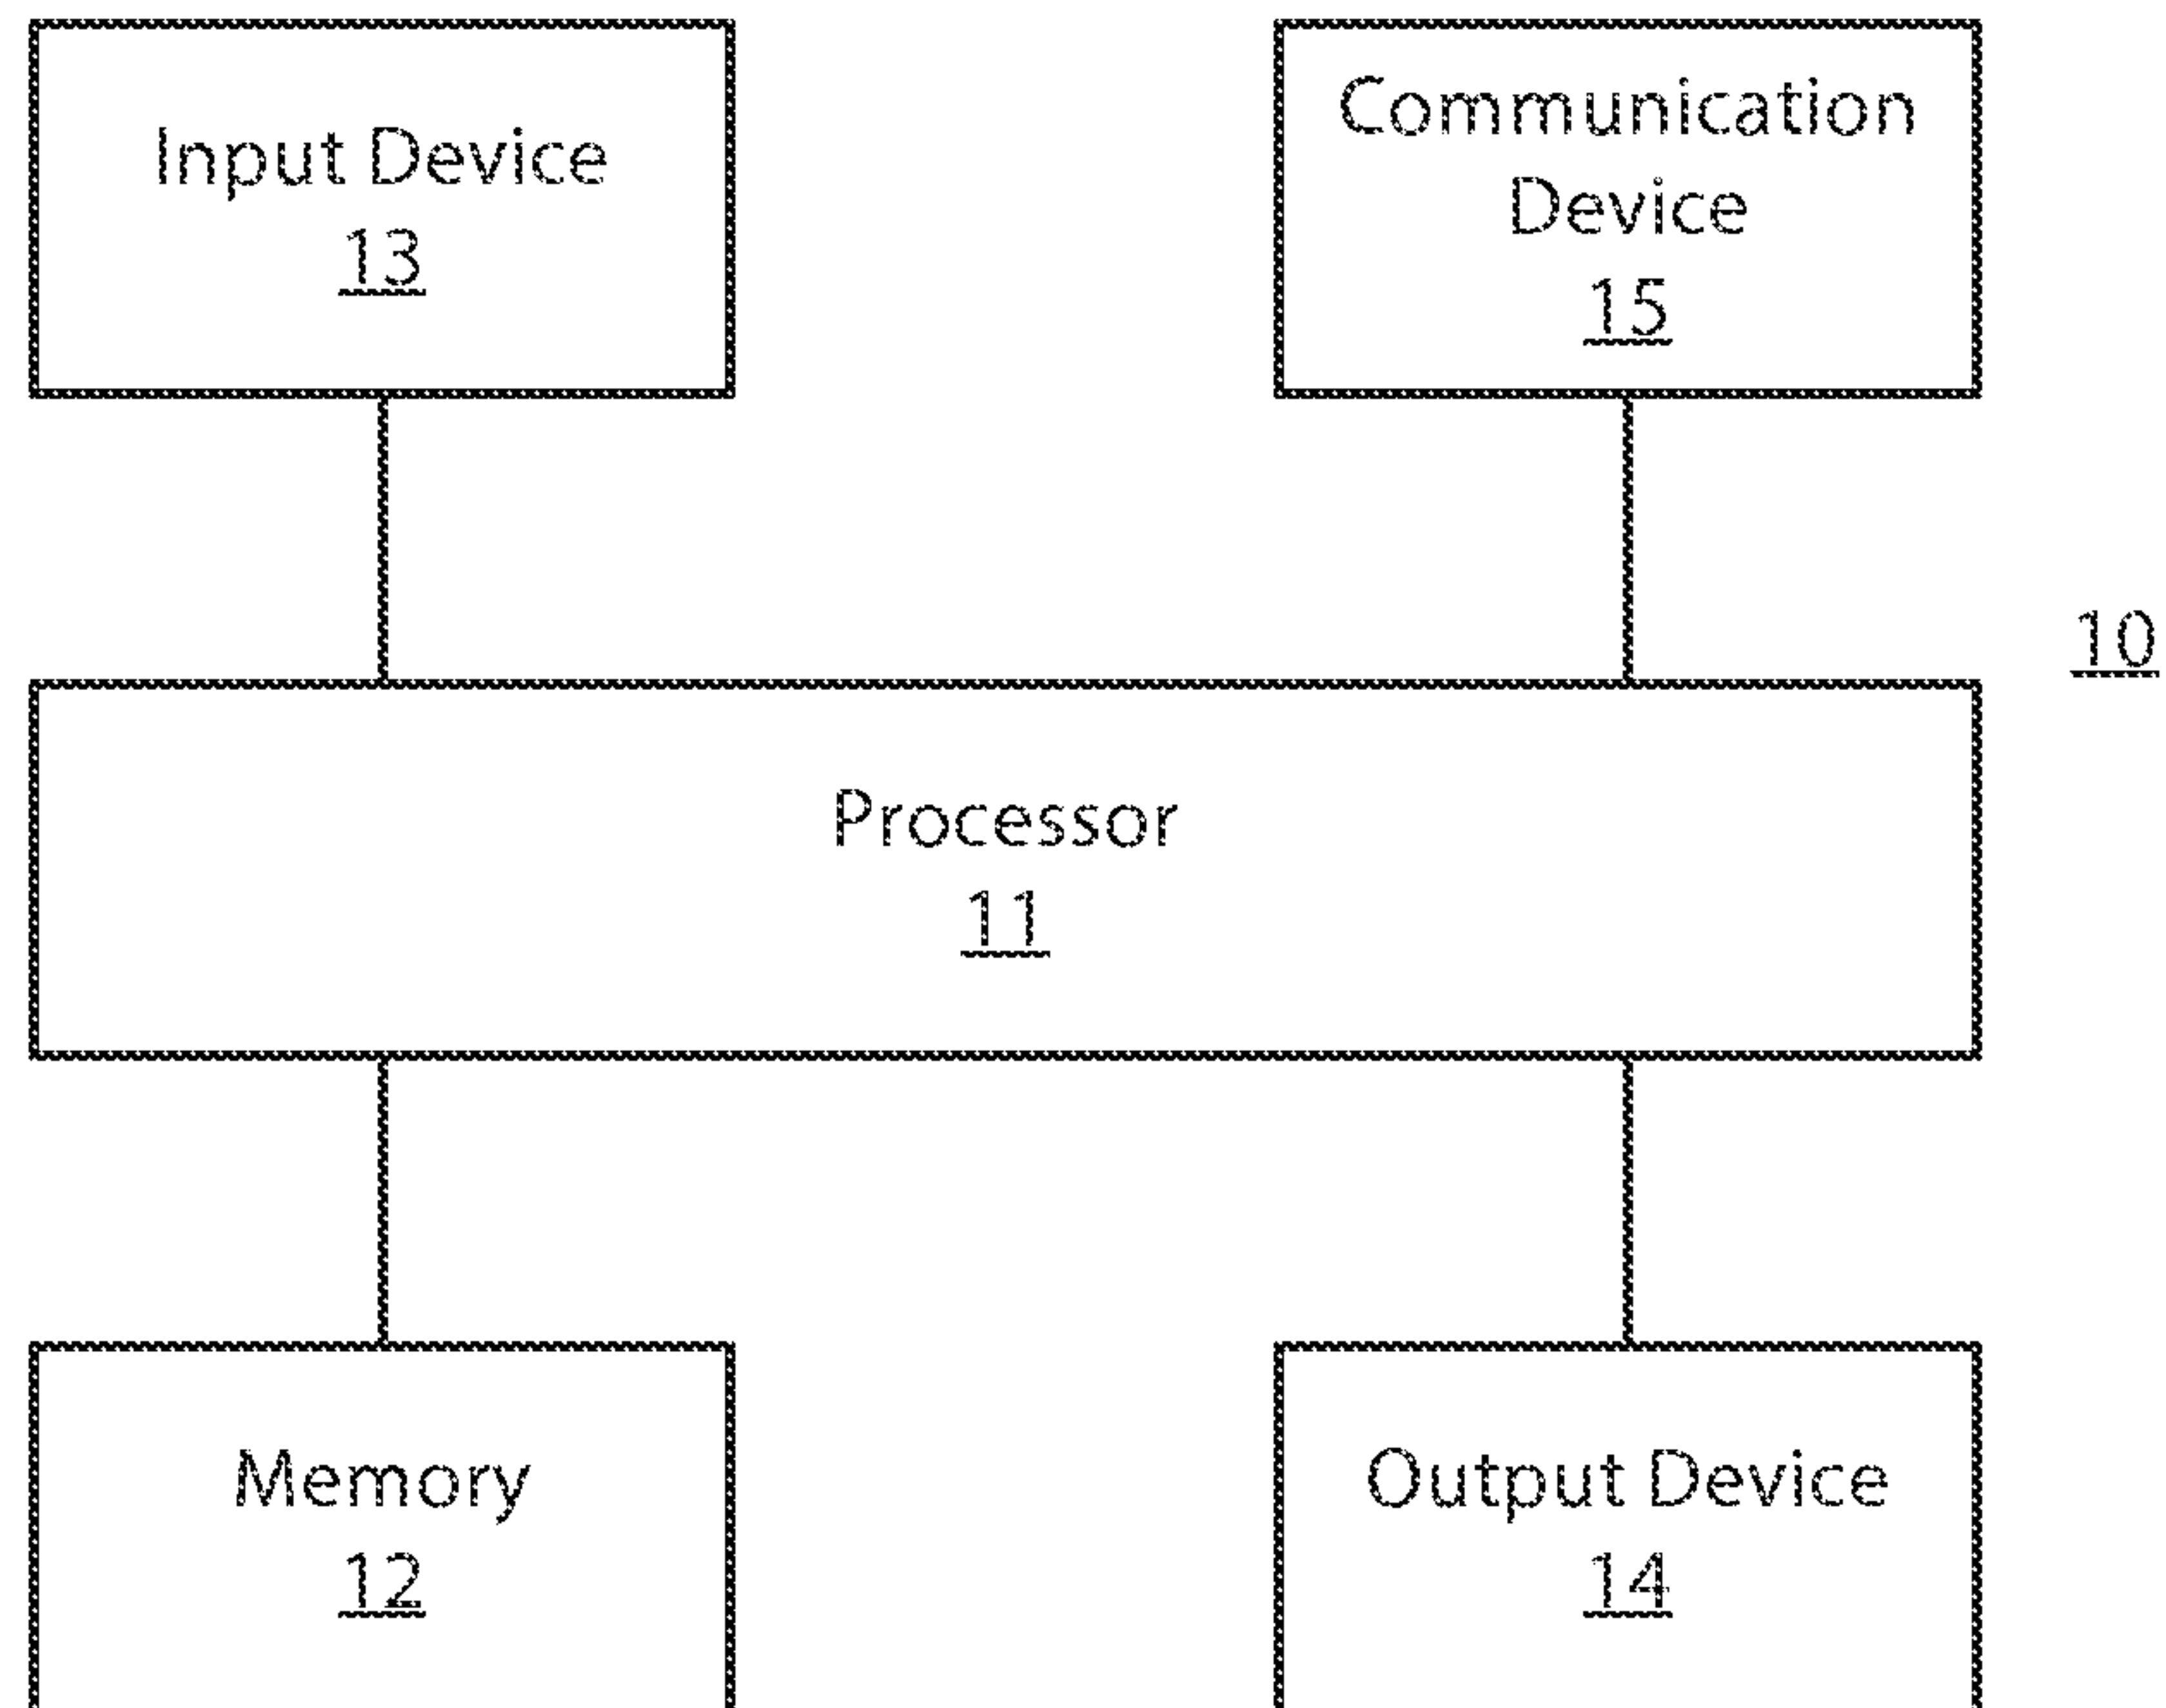 Input Device
13
Communication
Device
15
10
Processor
11
Memory
12
Output Device
14